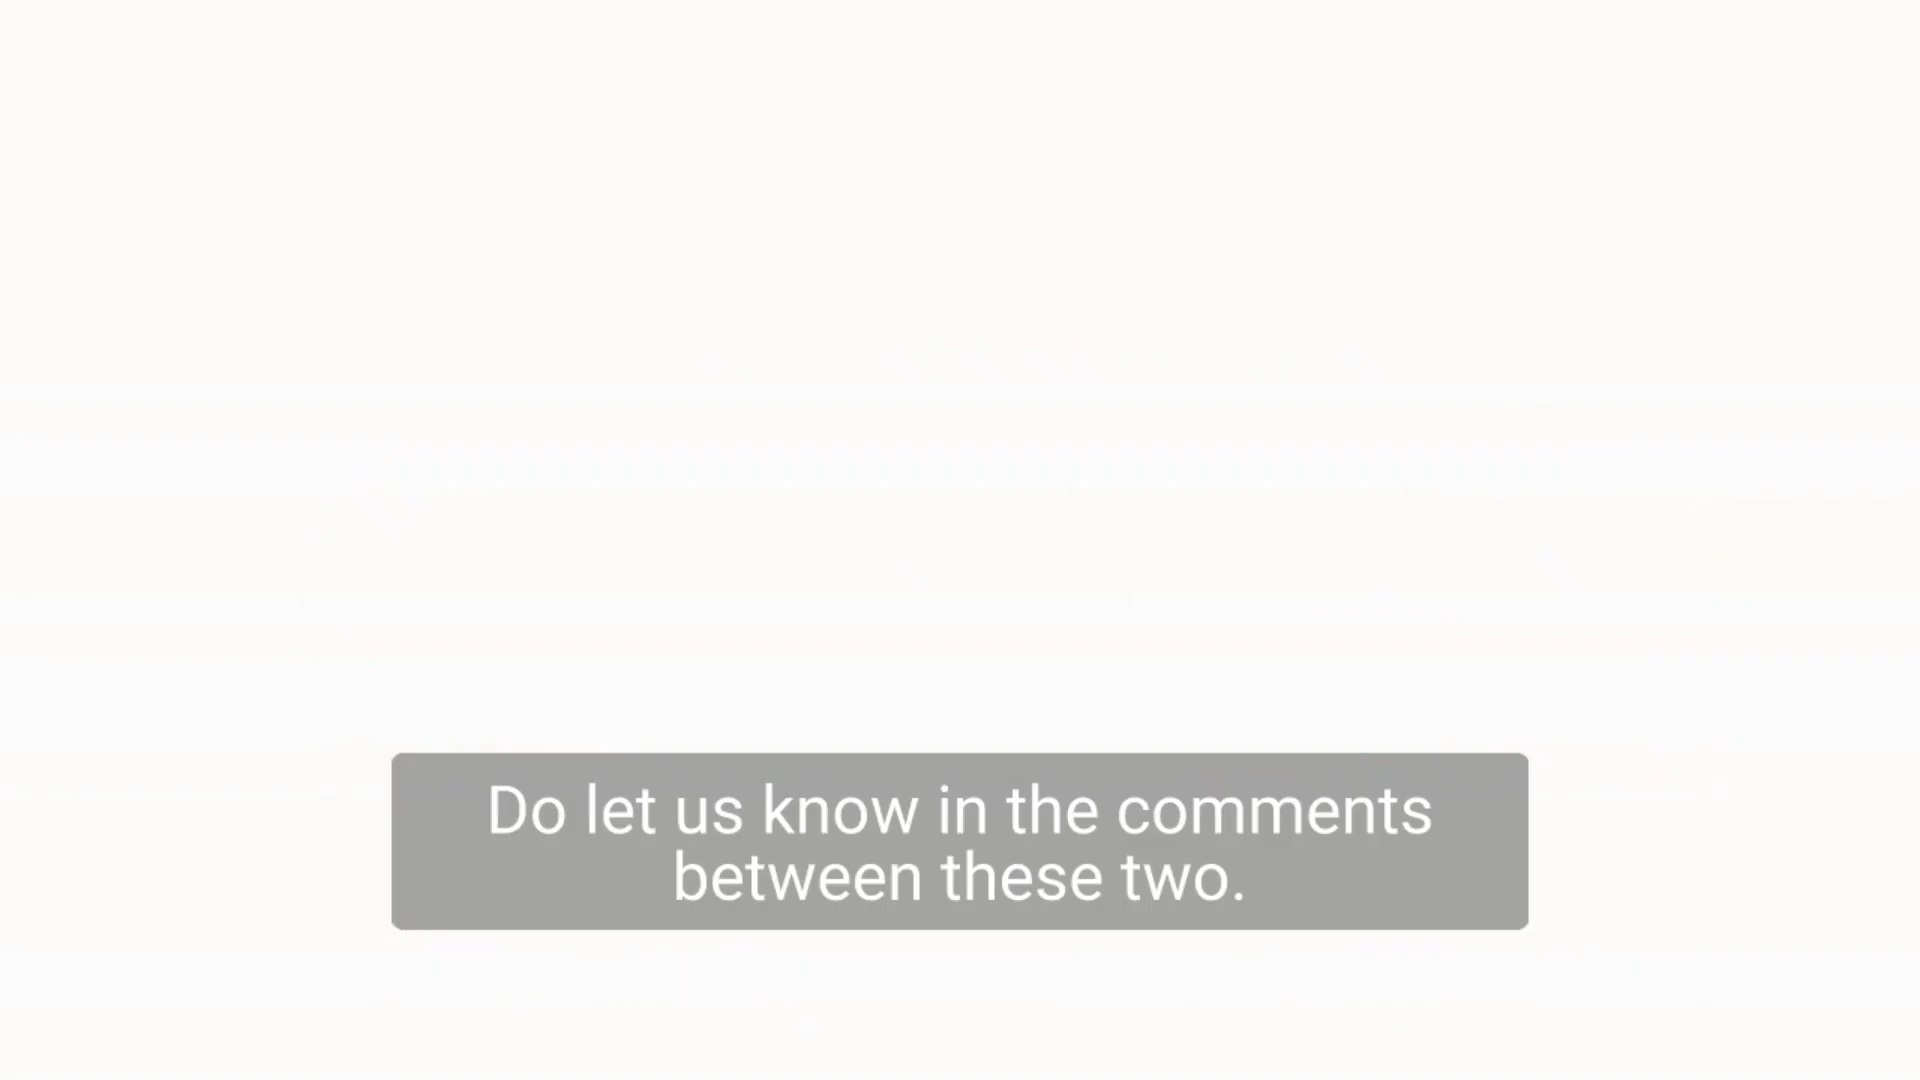 Do let us know in the comments
between these two.